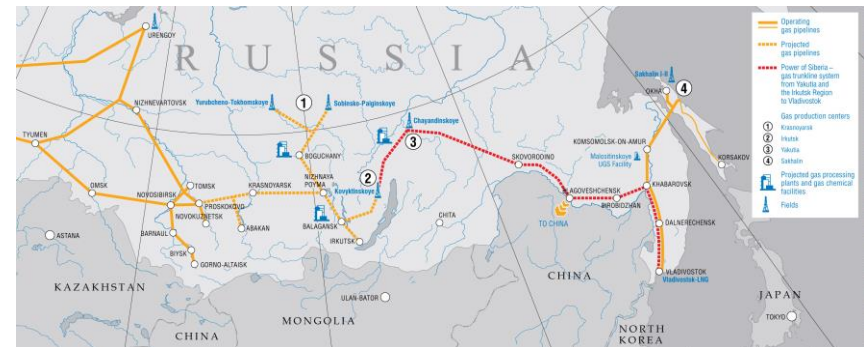 RUSSIA
URENGOY
NIZHNEVARTOVSK
TYUMEN
OMSK
NOVOSIBIRSK
TOMSK
PROSKOKOVO
NOVOKUZNETSK
BARNAUL
BIYSK
GORNO-ALTAISK
ABAKAN
KRASNOYARSK
ASTANA
KAZAKHSTAN
CHINA
MONGOLIA
ULAN-BATOR
Yurubcheno-Tokhomskoye
1
Sobinsko-Paiginskoye
BOGUCHANY
NIZHNAYA
POYMA
BALAGANSK
IRKUTSK
Kovyktinskoye
2
Chayandinskoye
3
CHITA
SKOVORODINO
BLAGOVESHCHENSK
BIROBIDZHAN
TO CHINA
CHINA
Sakhalin I-II
OKHA
4
KOMSOMOLSK-ON-AMUR
UGS Facility
KORSAKOV
KHABAROVSK
DALNERECHENSK
VLADIVOSTOK
Vladivostok-LNG
NORTH
KOREA
JAPAN
TOKYO
Operating
gas pipelines
Projected
gas pipelines
Power of Siberia –
gas trunkline system
from Yakutia and
the Irkutsk Region
to Vladivostok
Gas production centers
1 Krasnoyarsk
2 Irkutsk
3 Yakutia
4 Sakhalin
Projected gas processing
plants and gas chemical
facilities
Fields